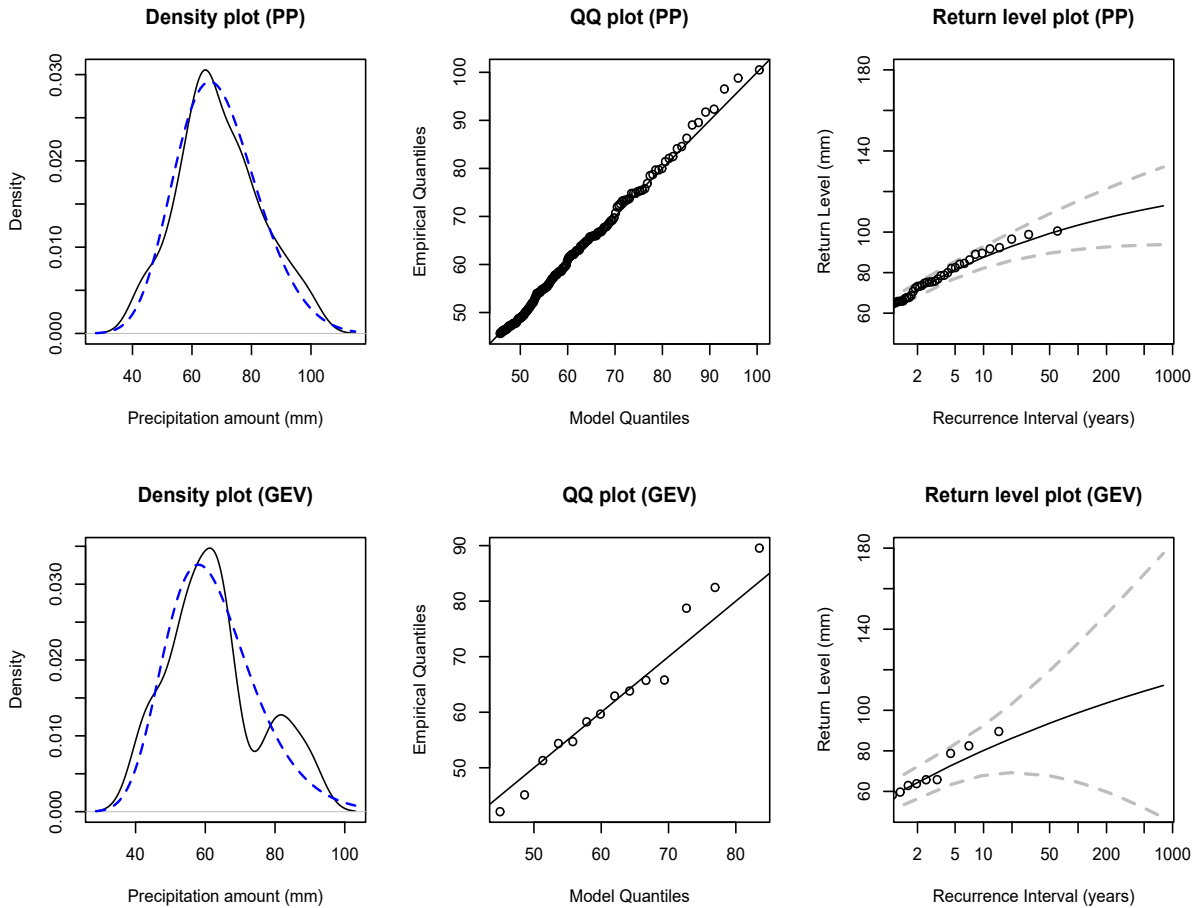 Density plot (PP)
0.030
0.020
0.010
0.000
Density
40 60 80 100
Precipitation amount (mm)
QQ plot (PP)
100
90
80
70
60
50
Empirical Quantiles
50 60 70 80 90 100
Model Quantiles
Return level plot (PP)
180
140
100
80
60
Return Level (mm)
2 5 10 50 200 1000
Recurrence Interval (years)
Density plot (GEV)
0.030
0.020
0.010
0.000
Density
40 60 80 100
Precipitation amount (mm)
QQ plot (GEV)
90
80
70
60
50
Empirical Quantiles
50 60 70 80
Model Quantiles
Return level plot (GEV)
180
140
100
80
60
Return Level (mm)
2 5 10 50 200 1000
Recurrence Interval (years)